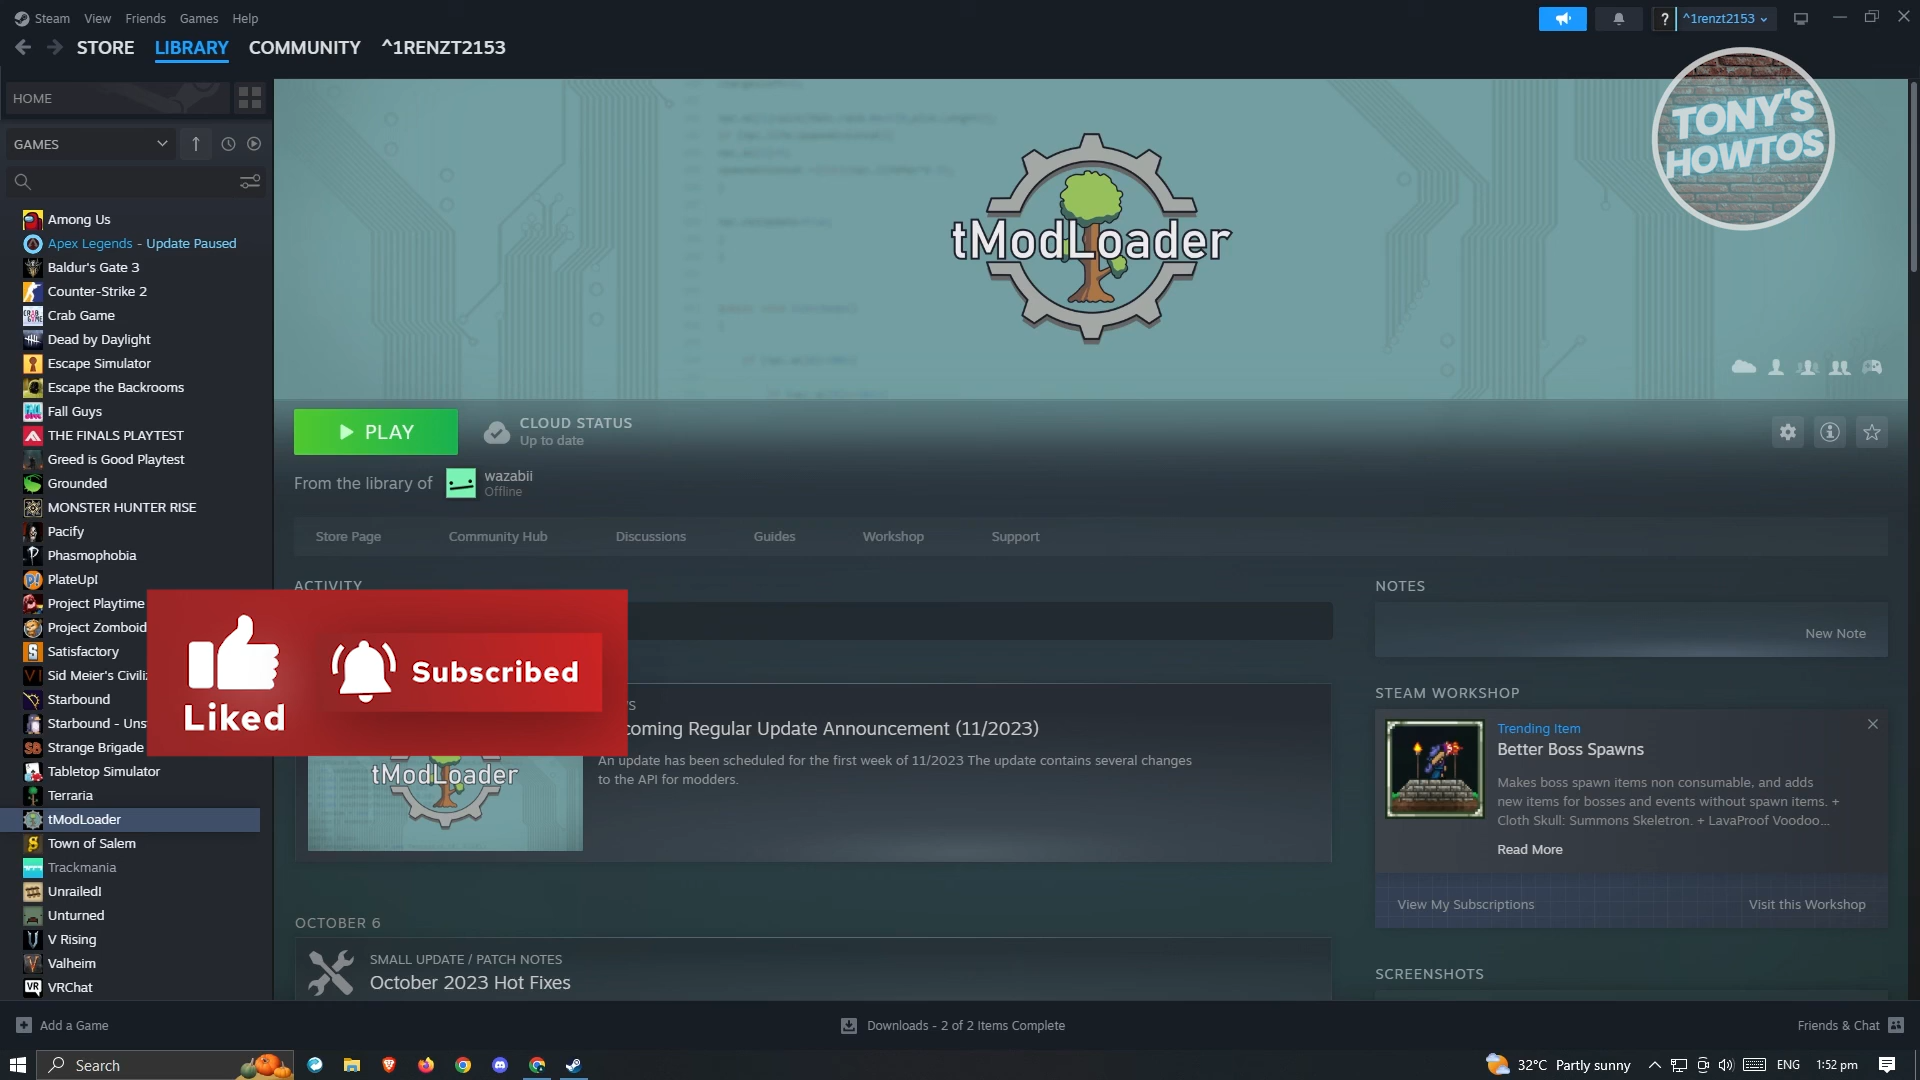 Steam View Friends Games Help
^1renzt2153
STORE LIBRARY COMMUNITY ^1RENZT2153
TONY'S
HOWTOS
HOME
GAMES
Among Us
Apex Legends - Update Paused
Baldur's Gate 3
Counter-Strike 2
Crab Game
Dead by Daylight
Escape Simulator
Escape the Backrooms
Fall Guys
THE FINALS PLAYTEST
Greed is Good Playtest
Grounded
MONSTER HUNTER RISE
Pacify
Phasmophobia
PlateUp!
Project Playtime
Project Zomboid
Satisfactory
Sid Meier's Civiliz
Starbound
Starbound - Uns
Strange Brigade
Tabletop Simulator
Terraria
tModLoader
Town of Salem
Trackmania
Unrailed!
Unturned
V Rising
Valheim
VRChat
tModLoader
PLAY
CLOUD STATUS
Up to date
From the library of
wazabii
Offline
Store Page Community Hub Discussions Guides Workshop Support
ACTIVITY
Liked
Subscribed
coming Regular Update Announcement (11/2023)
An update has been scheduled for the first week of 11/2023 The update contains several changes
to the API for modders.
tModLoader
OCTOBER 6
SMALL UPDATE / PATCH NOTES
October 2023 Hot Fixes
NOTES
New Note
STEAM WORKSHOP
Trending Item
Better Boss Spawns
Makes boss spawn items non consumable, and adds
new items for bosses and events without spawn items. +
Cloth Skull: Summons Skeletron. + LavaProof Voodoo...
Read More
View My Subscriptions
Visit this Workshop
SCREENSHOTS
Add a Game
Downloads - 2 of 2 Items Complete
Friends & Chat
Search
32°C Partly sunny
ENG
1:52 pm